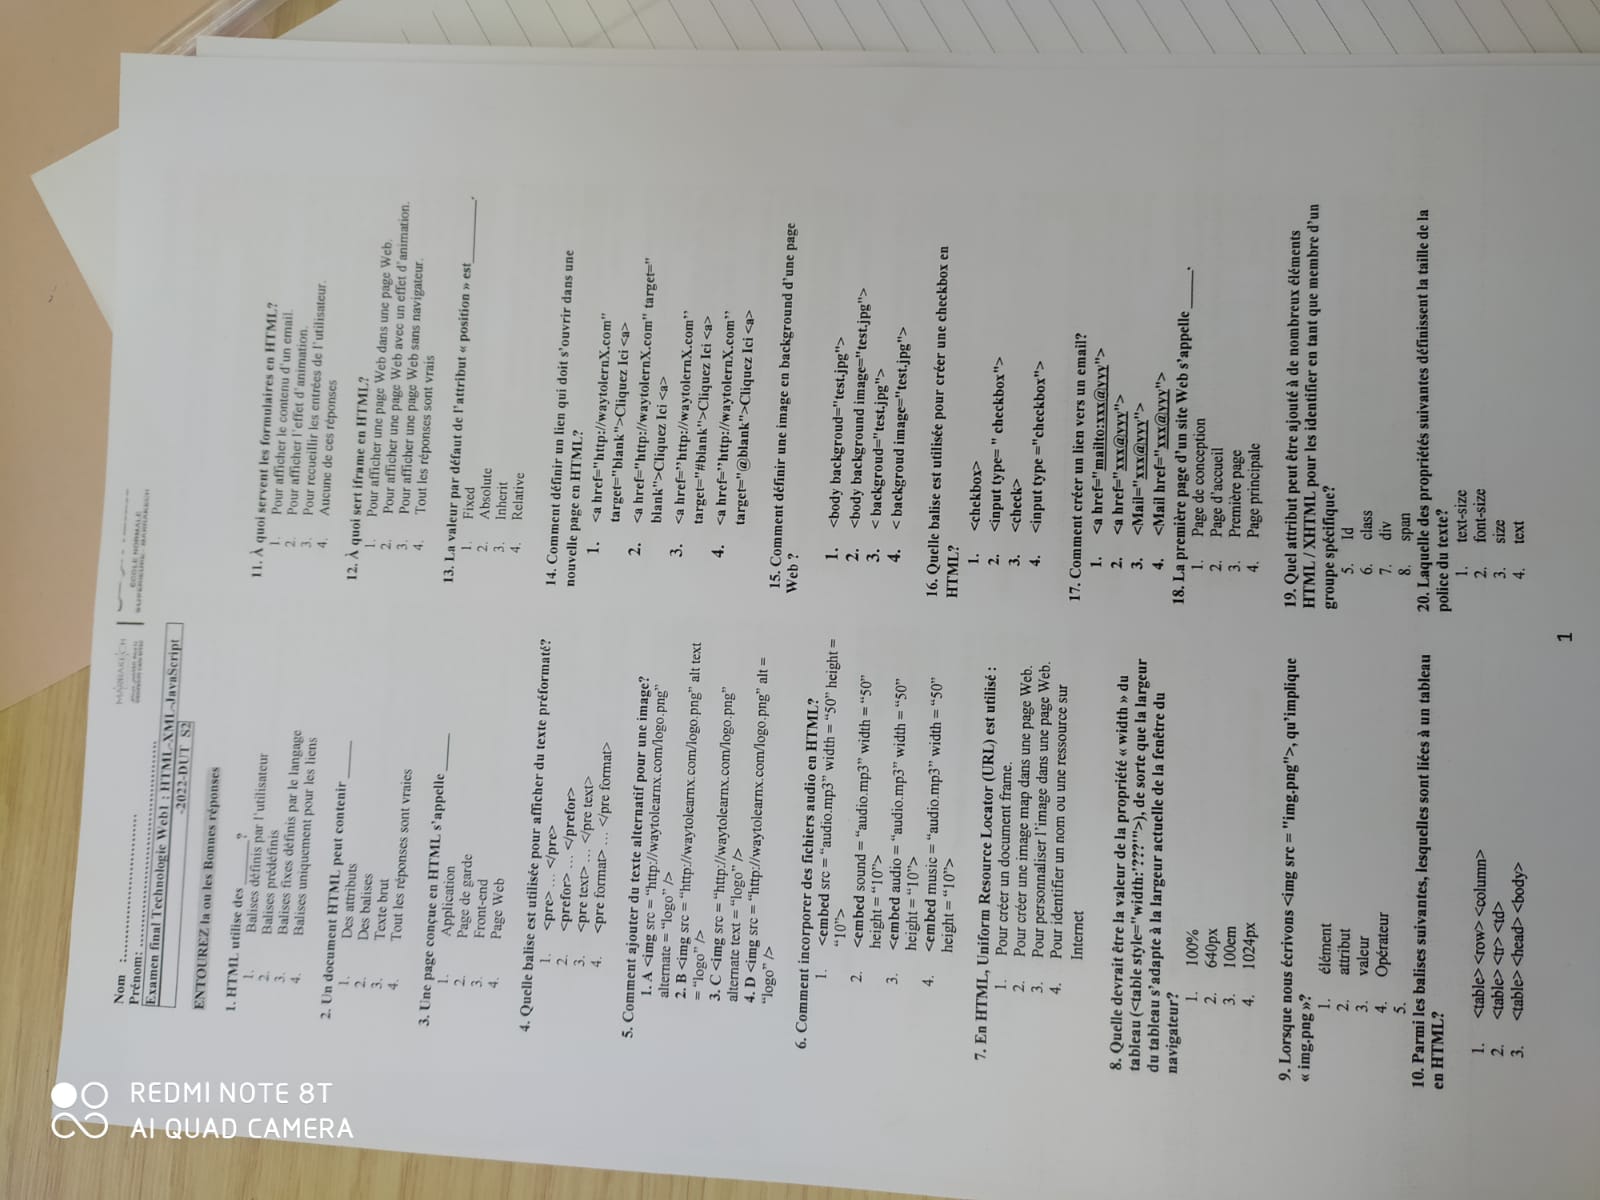 REDMI NOTE 8T
AI QUAD CAMERA
Nom :
Prénom:
MARRAKECH
ÉCOLE NORMALE
SUPÉRIEURE - MARRAKECH
Examen final Technologie Web1 : HTML-XML-JavaScript
-2022-DUT S2
ENTOUREZ la ou les Bonnes réponses
1. HTML utilise des ______?
1. Balises définis par l'utilisateur
2. Balises prédéfinis
3. Balises fixes définis par le langage
4. Balises uniquement pour les liens
2. Un document HTML peut contenir _____
1. Des attributs
2. Des balises
3. Texte brut
4. Tout les réponses sont vraies
3. Une page conçue en HTML s'appelle _____
1. Application
2. Page de garde
3. Front-end
4. Page Web
4. Quelle balise est utilisée pour afficher du texte préformaté?
1. <pre> … </pre>
2. <prefor> … </prefor>
3. <pre text> … </pre text>
4. <pre format> … </pre format>
5. Comment ajouter du texte alternatif pour une image?
1. A <img src = “http://waytolearnx.com/logo.png”
alternate = “logo” />
2. B <img src = “http://waytolearnx.com/logo.png” alt text
= “logo” />
3. C <img src = “http://waytolearnx.com/logo.png”
alternate text = “logo” />
4. D <img src = “http://waytolearnx.com/logo.png” alt =
“logo” />
6. Comment incorporer des fichiers audio en HTML?
1. <embed src = “audio.mp3” width = “50” height =
“10”>
2. <embed sound = “audio.mp3” width = “50”
height = “10”>
3. <embed audio = “audio.mp3” width = “50”
height = “10”>
4. <embed music = “audio.mp3” width = “50”
height = “10”>
7. En HTML, Uniform Resource Locator (URL) est utilisé :
1. Pour créer un document frame.
2. Pour créer une image map dans une page Web.
3. Pour personnaliser l'image dans une page Web.
4. Pour identifier un nom ou une ressource sur
Internet
8. Quelle devrait être la valeur de la propriété « width » du
tableau (<table style="width:'???'">), de sorte que la largeur
du tableau s'adapte à la largeur actuelle de la fenêtre du
navigateur?
1. 100%
2. 640px
3. 100em
4. 1024px
9. Lorsque nous écrivons <img src = "img.png">, qu'implique
« img.png »?
1. élément
2. attribut
3. valeur
4. Opérateur
5.
10. Parmi les balises suivantes, lesquelles sont liées à un tableau
en HTML?
1. <table> <row> <column>
2. <table> <tr> <td>
3. <table> <head> <body>
11. À quoi servent les formulaires en HTML?
1. Pour afficher le contenu d'un email.
2. Pour afficher l'effet d'animation.
3. Pour recueillir les entrées de l'utilisateur.
4. Aucune de ces réponses
12. À quoi sert iframe en HTML?
1. Pour afficher une page Web dans une page Web.
2. Pour afficher une page Web avec un effet d'animation.
3. Pour afficher une page Web sans navigateur.
4. Tout les réponses sont vrais
13. La valeur par défaut de l'attribut « position » est________.
1. Fixed
2. Absolute
3. Inherit
4. Relative
14. Comment définir un lien qui doit s'ouvrir dans une
nouvelle page en HTML?
1. <a href="http://waytolernX.com"
target="blank">Cliquez Ici <a>
2. <a href="http://waytolernX.com" target="
blank">Cliquez Ici <a>
3. <a href=’’http://waytolernX.com’’
target="#blank">Cliquez Ici <a>
4. <a href=’’http://waytolernX.com’’
target="@blank">Cliquez Ici <a>
15. Comment définir une image en background d'une page
Web ?
1. <body backgroud="test.jpg">
2. <body background image="test.jpg">
3. < backgroud="test.jpg">
4. < backgroud image="test.jpg">
16. Quelle balise est utilisée pour créer une checkbox en
HTML?
1. <chekbox>
2. <input type= " checkbox">
3. <check>
4. <input type ="checkbox">
17. Comment créer un lien vers un email?
1. <a href="mailto:xxx@yyy">
2. <a href="xxx@yyy">
3. <Mail="xxx@yyy">
4. <Mail href="xxx@yyy">
18. La première page d'un site Web s'appelle _____.
1. Page de conception
2. Page d'accueil
3. Première page
4. Page principale
19. Quel attribut peut être ajouté à de nombreux éléments
HTML / XHTML pour les identifier en tant que membre d'un
groupe spécifique?
5. Id
6. class
7. div
8. span
20. Laquelle des propriétés suivantes définissent la taille de la
police du texte?
1. text-size
2. font-size
3. size
4. text
1